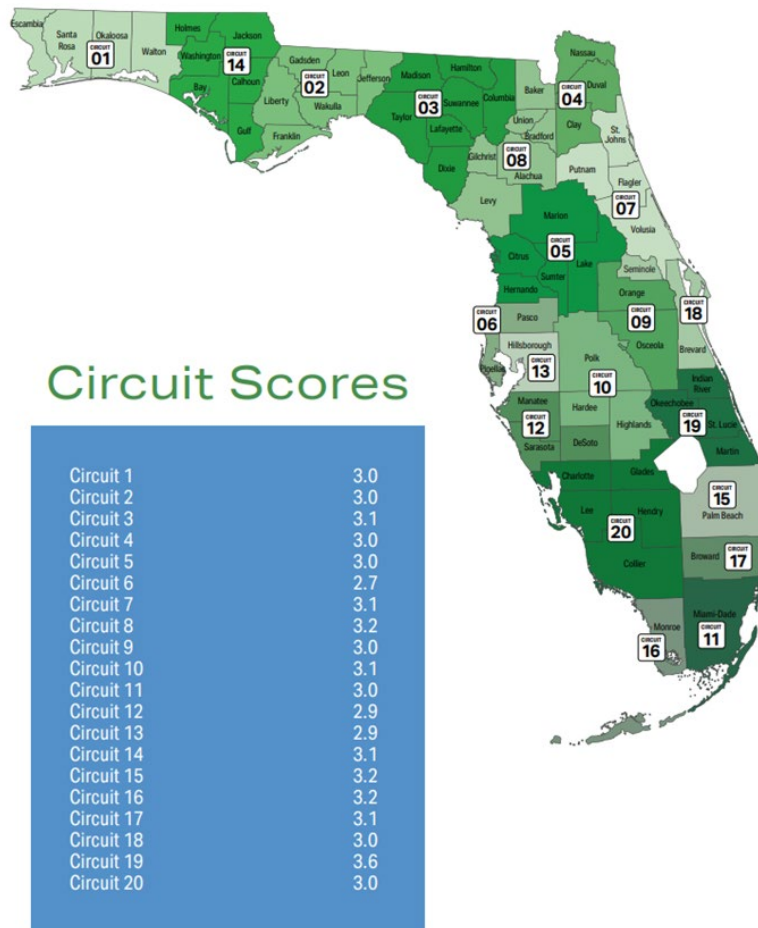 Escambia
Santa
Rosa
Okaloosa
Walton
CIRCUIT
01
Holmes
Jackson
Washington
CIRCUIT
14
Bay
Calhoun
Gulf
Gadsden
Leon
Jefferson
CIRCUIT
02
Liberty
Wakulla
Franklin
Madison
Hamilton
CIRCUIT
03
Suwannee
Columbia
Taylor
Lafayette
Dixie
Baker
Union
Bradford
CIRCUIT
08
Gilchrist
Alachua
Levy
Nassau
CIRCUIT
04
Duval
Clay
St.
Johns
Putnam
Flagler
CIRCUIT
07
Volusia
Marion
CIRCUIT
05
Citrus
Lake
Sumter
Hernando
Seminole
Orange
CIRCUIT
09
Osceola
CIRCUIT
18
Brevard
CIRCUIT
06
Pasco
Pinellas
Hillsborough
CIRCUIT
13
Polk
CIRCUIT
10
Hardee
Highlands
Manatee
CIRCUIT
12
Sarasota
DeSoto
Indian
River
Okeechobee
CIRCUIT
19
St. Lucie
Martin
Charlotte
Glades
Lee
Hendry
CIRCUIT
20
Collier
CIRCUIT
15
Palm Beach
Broward
CIRCUIT
17
Monroe
CIRCUIT
16
Miami-Dade
CIRCUIT
11
Circuit Scores
Circuit 1 3.0
Circuit 2 3.0
Circuit 3 3.1
Circuit 4 3.0
Circuit 5 3.0
Circuit 6 2.7
Circuit 7 3.1
Circuit 8 3.2
Circuit 9 3.0
Circuit 10 3.1
Circuit 11 3.0
Circuit 12 2.9
Circuit 13 2.9
Circuit 14 3.1
Circuit 15 3.2
Circuit 16 3.2
Circuit 17 3.1
Circuit 18 3.0
Circuit 19 3.6
Circuit 20 3.0